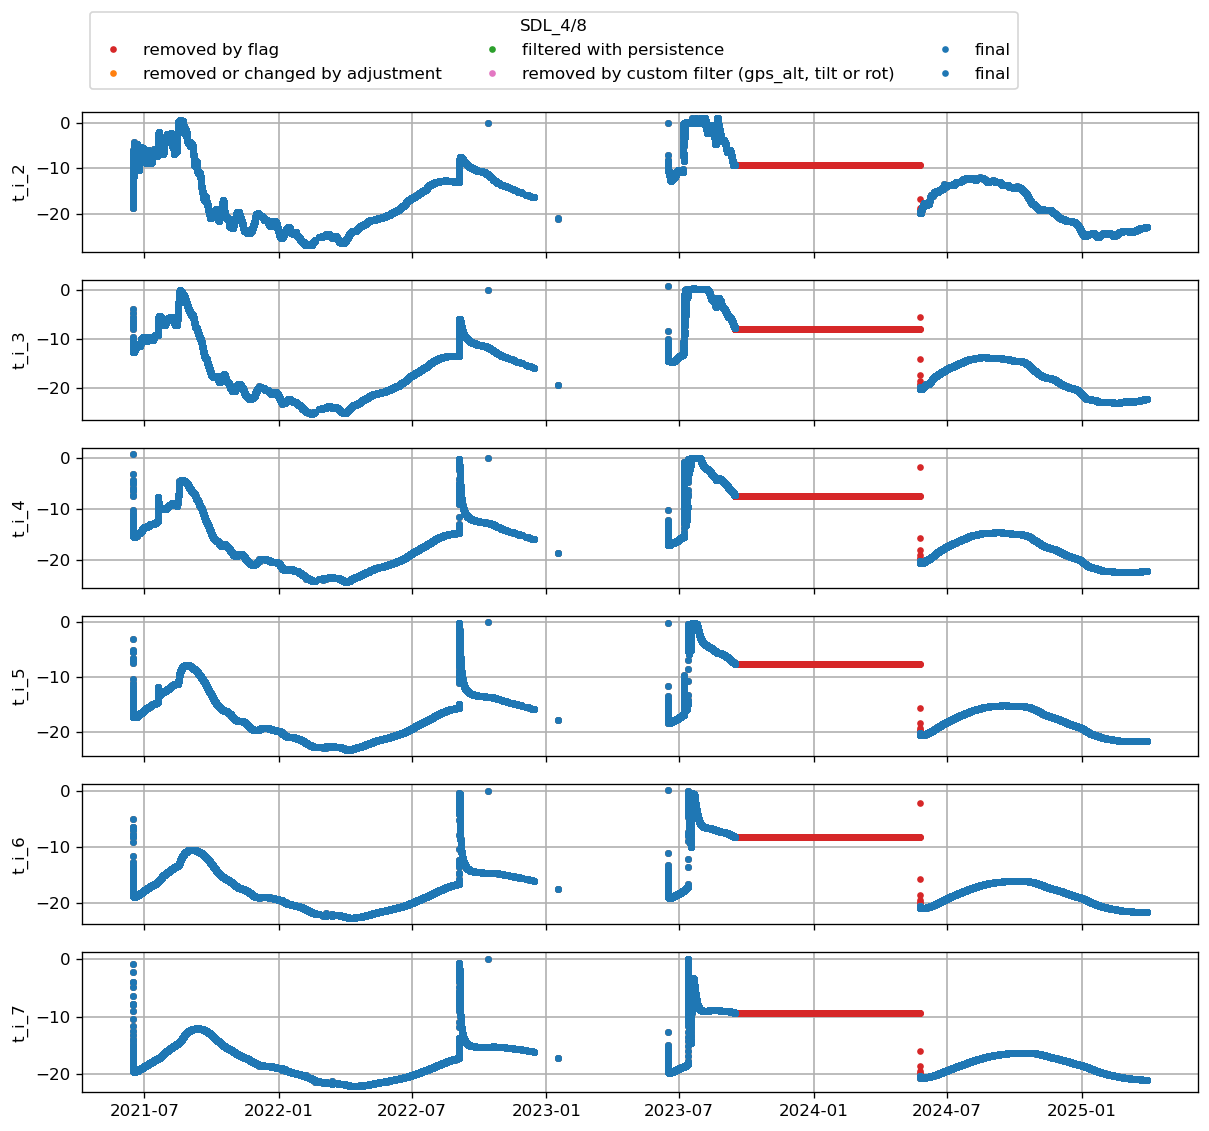 SDL_4/8
removed by flag filtered with persistence final
removed or changed by adjustment removed by custom filter (gps_alt, tilt or rot) final
0
−10
−20
t_i_2
0
−10
−20
t_i_3
0
−10
−20
t_i_4
0
−10
−20
t_i_5
0
−10
−20
t_i_6
0
−10
−20
t_i_7
2021-07 2022-01 2022-07 2023-01 2023-07 2024-01 2024-07 2025-01